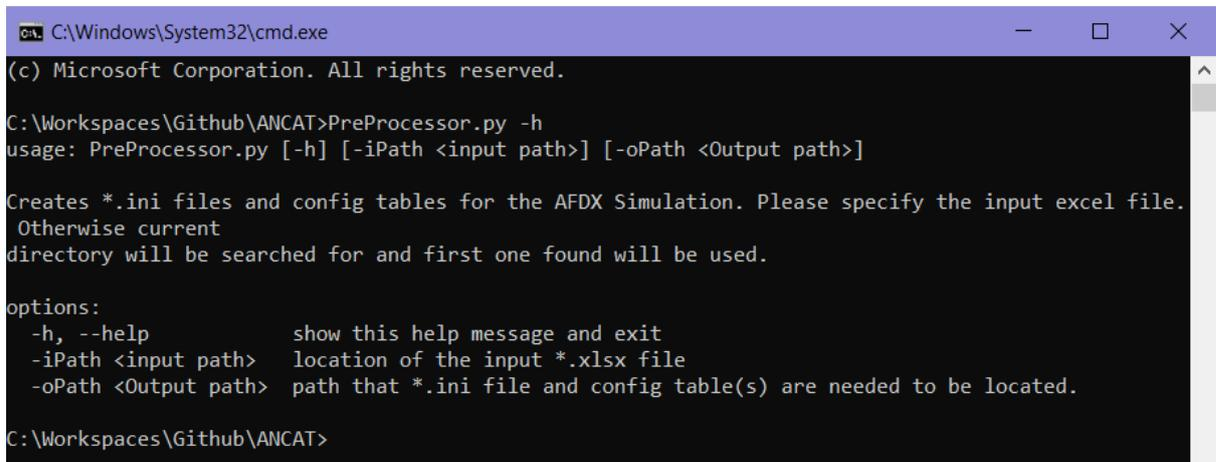 C:\Windows\System32\cmd.exe
(c) Microsoft Corporation. All rights reserved.
C:\Workspaces\Github\ANCAT>PreProcessor.py -h
usage: PreProcessor.py [-h] [-iPath <input path>] [-oPath <Output path>]
Creates *.ini files and config tables for the AFDX Simulation. Please specify the input excel file.
 Otherwise current
directory will be searched for and first one found will be used.
options:
  -h, --help            show this help message and exit
  -iPath <input path>   location of the input *.xlsx file
  -oPath <Output path>  path that *.ini file and config table(s) are needed to be located.
C:\Workspaces\Github\ANCAT>